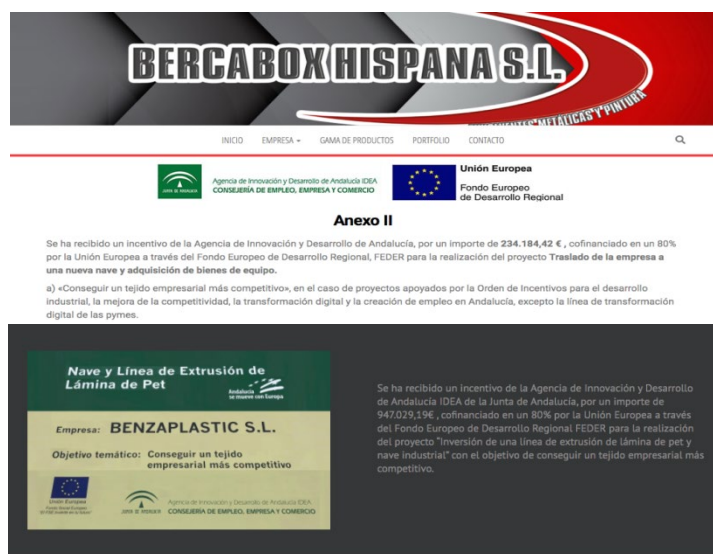 BERCABOX HISPANA S.L.
METÁLICAS Y PINTURA
INICIO EMPRESA GAMA DE PRODUCTOS PORTFOLIO CONTACTO
JUNTA DE ANDALUCIA
Agencia de Innovación y Desarrollo de Andalucía IDEA
CONSEJERÍA DE EMPLEO, EMPRESA Y COMERCIO
Unión Europea
Fondo Europeo
de Desarrollo Regional
Anexo II
Se ha recibido un incentivo de la Agencia de Innovación y Desarrollo de Andalucía, por un importe de 234.184,42 € , cofinanciado en un 80%
por la Unión Europea a través del Fondo Europeo de Desarrollo Regional, FEDER para la realización del proyecto Traslado de la empresa a
una nueva nave y adquisición de bienes de equipo.
a) «Conseguir un tejido empresarial más competitivo», en el caso de proyectos apoyados por la Orden de Incentivos para el desarrollo
industrial, la mejora de la competitividad, la transformación digital y la creación de empleo en Andalucía, excepto la línea de transformación
digital de las pymes.
Nave y Línea de Extrusión de
Lámina de Pet
Andalucía
se mueve con Europa
Empresa: BENZAPLASTIC S.L.
Objetivo temático: Conseguir un tejido
empresarial más competitivo
Unión Europea
JUNTA DE ANDALUCIA
Agencia de Innovación y Desarrollo de Andalucía IDEA
CONSEJERÍA DE EMPLEO, EMPRESA Y COMERCIO
Se ha recibido un incentivo de la Agencia de Innovación y Desarrollo
de Andalucía IDEA de la Junta de Andalucía, por un importe de
947.029,19€ , cofinanciado en un 80% por la Unión Europea a través
del Fondo Europeo de Desarrollo Regional FEDER para la realización
del proyecto "Inversión de una línea de extrusión de lámina de pet y
nave industrial" con el objetivo de conseguir un tejido empresarial más
competitivo.